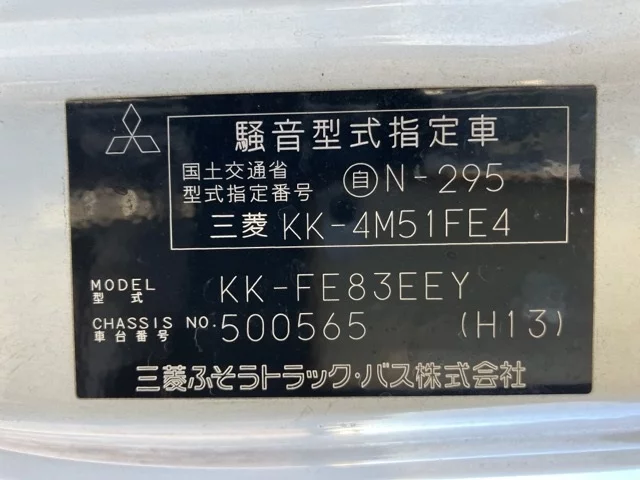 騒音型式指定車
国土交通省
型式指定番号 ㊀N-295
三菱 KK-4M51FE4
MODEL
型式 KK-FE83EEY
CHASSIS NO.
車台番号 500565 (H13)
三菱ふそうトラック・バス株式会社